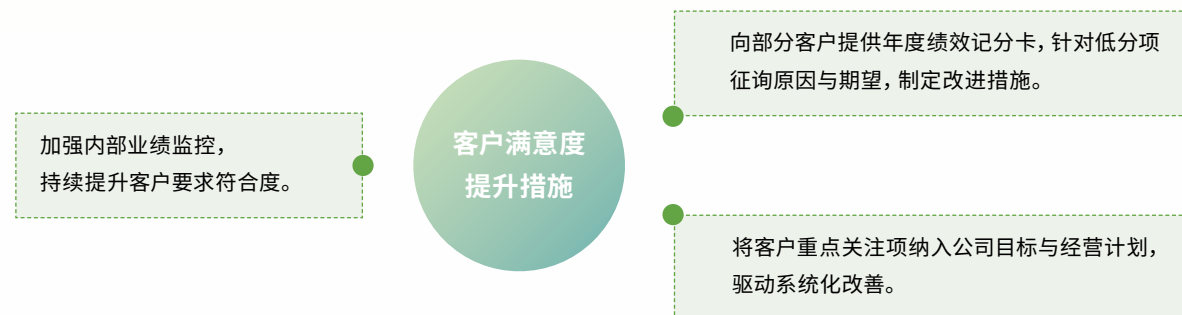 加强内部业绩监控，
持续提升客户要求符合度。
客户满意度
提升措施
向部分客户提供年度绩效记分卡，针对低分项
征询原因与期望，制定改进措施。
将客户重点关注项纳入公司目标与经营计划，
驱动系统化改善。